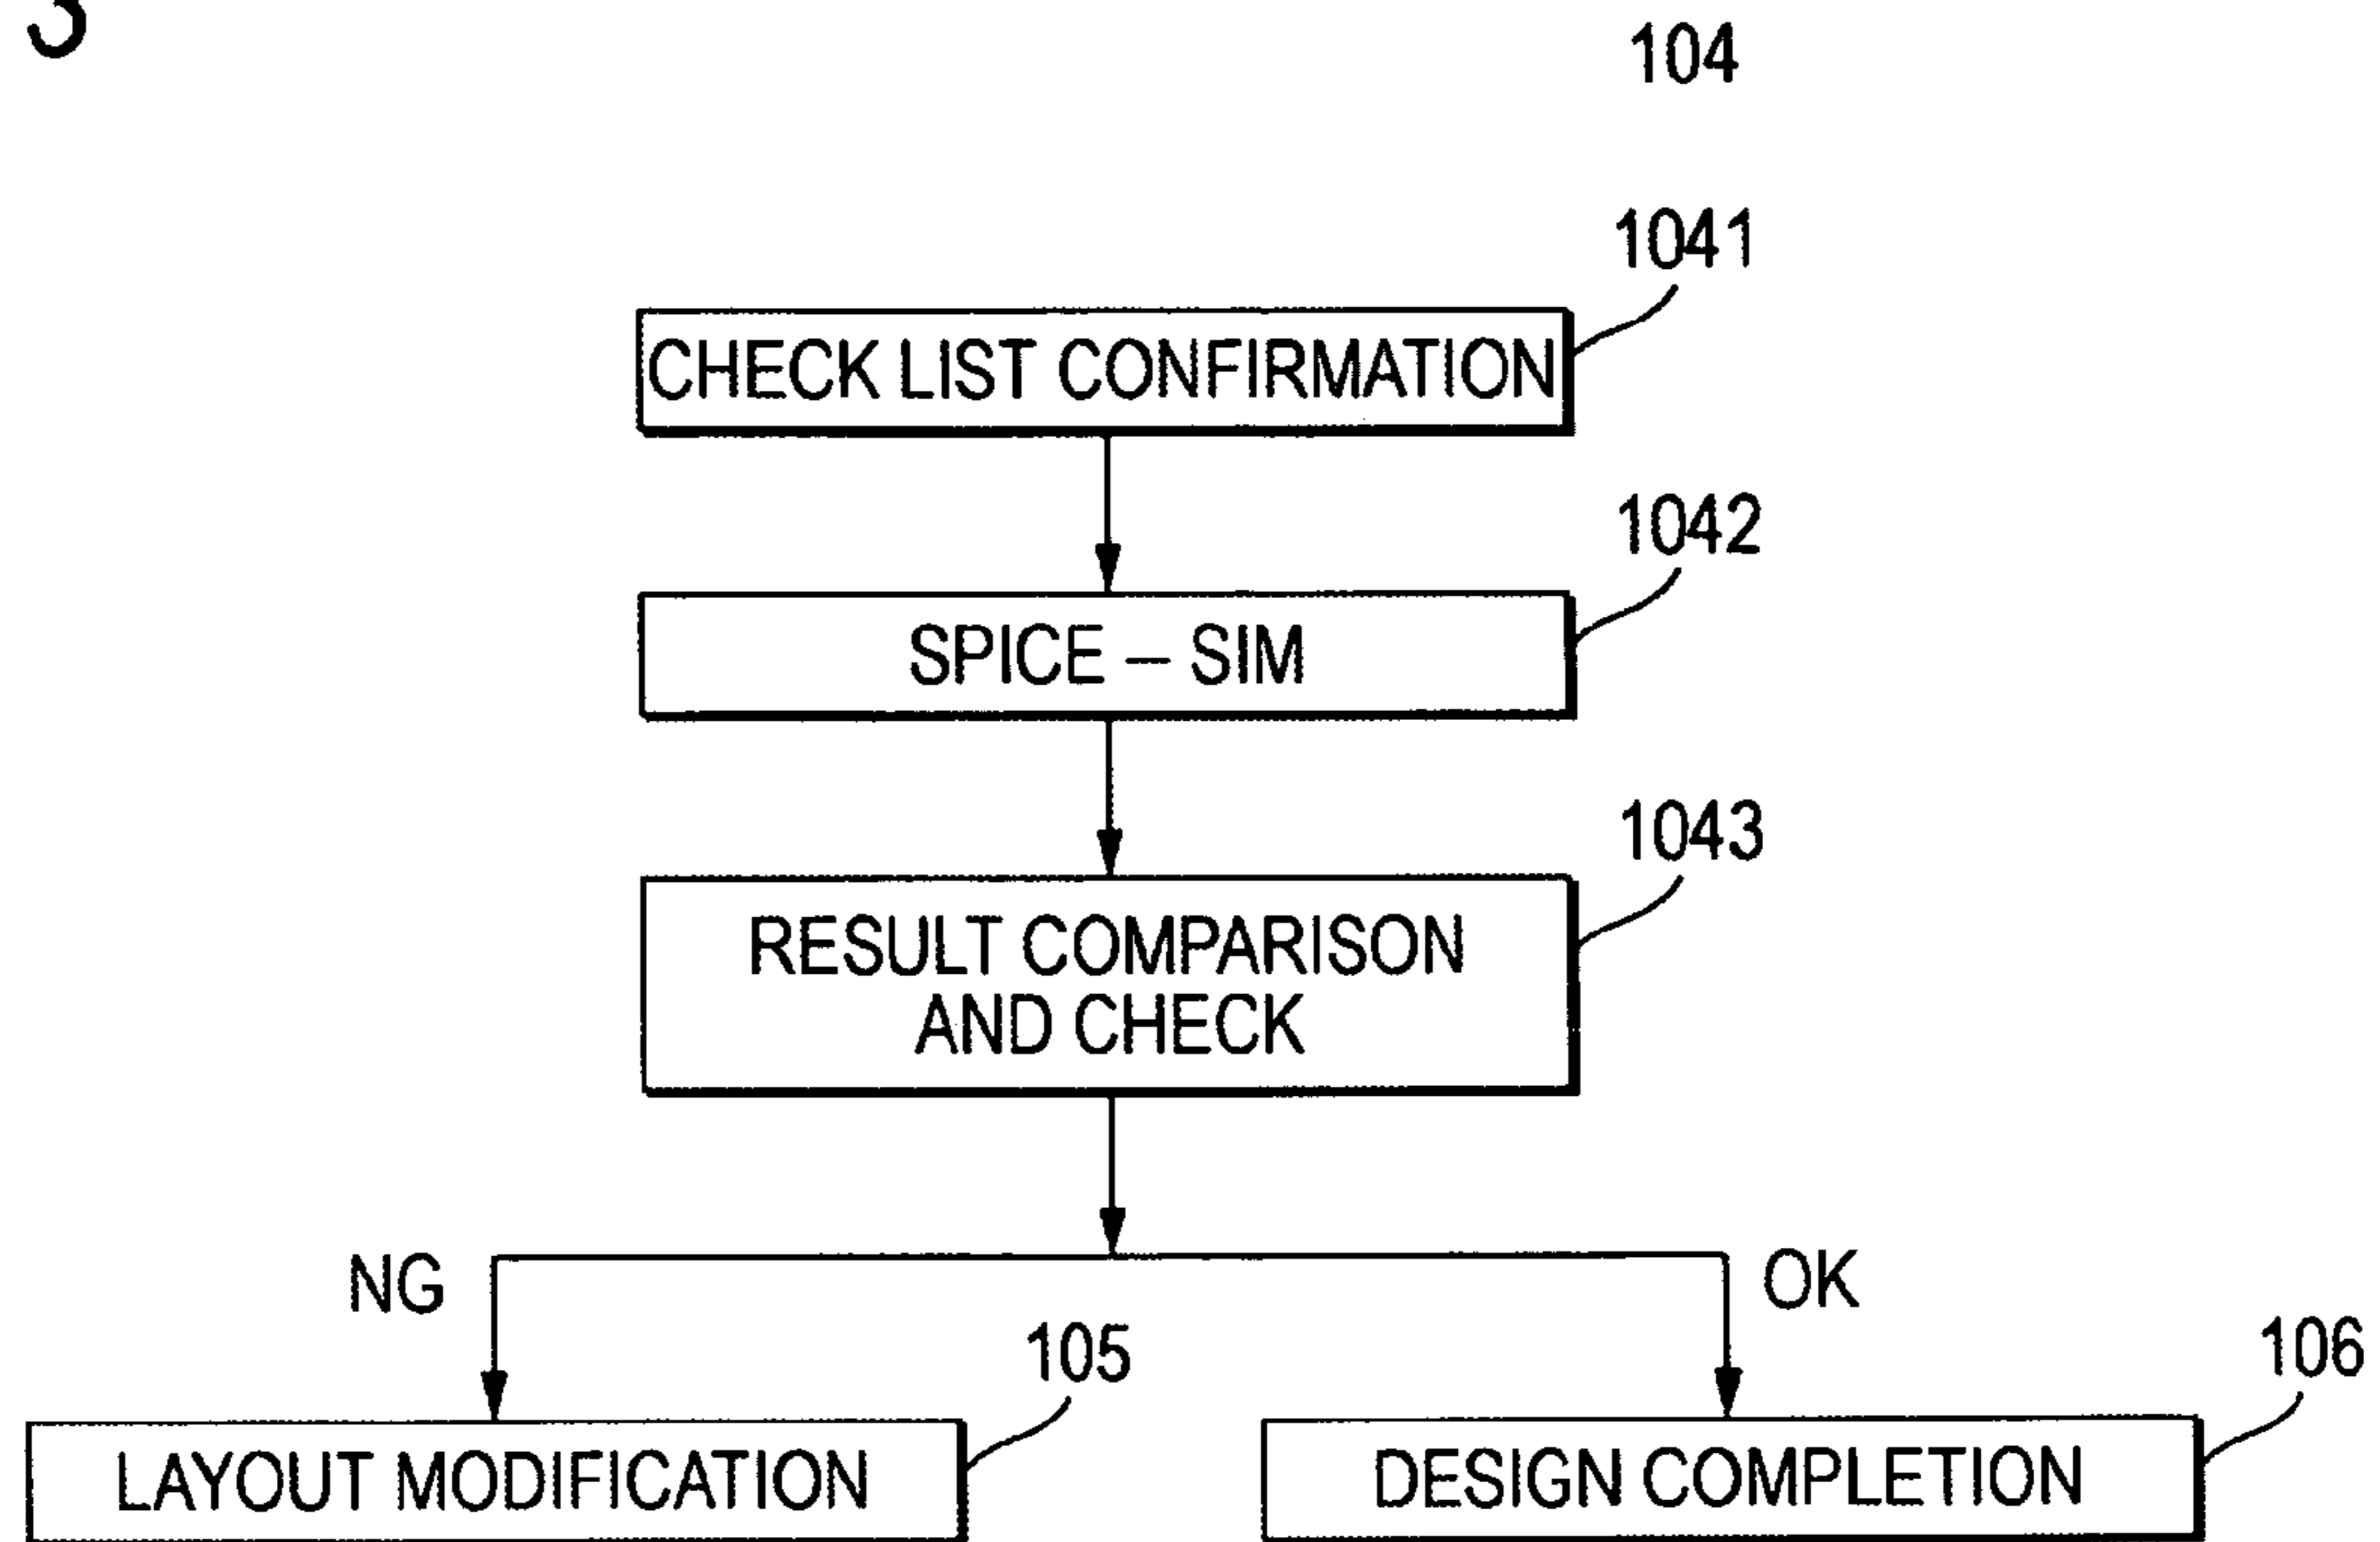 3
104
1041
CHECK LIST CONFIRMATION
1042
SPICE – SIM
1043
RESULT COMPARISON
AND CHECK
NG
OK
105
106
LAYOUT MODIFICATION
DESIGN COMPLETION